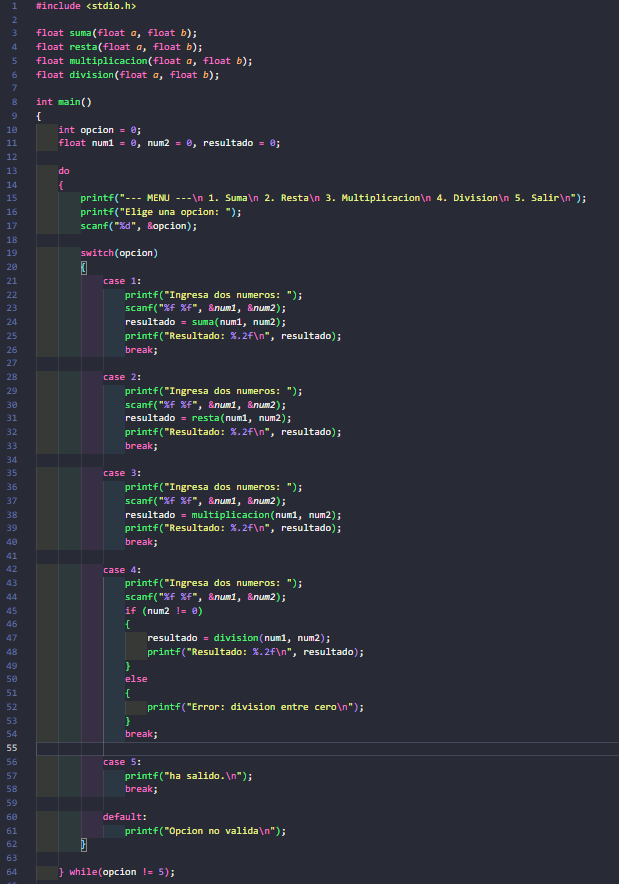 1 #include <stdio.h>
2
3 float suma(float a, float b);
4 float resta(float a, float b);
5 float multiplicacion(float a, float b);
6 float division(float a, float b);
7
8 int main()
9 {
10 int opcion = 0;
11 float num1 = 0, num2 = 0, resultado = 0;
12
13 do
14 {
15 printf("--- MENU ---\n 1. Suma\n 2. Resta\n 3. Multiplicacion\n 4. Division\n 5. Salir\n");
16 printf("Elige una opcion: ");
17 scanf("%d", &opcion);
18
19 switch(opcion)
20 {
21 case 1:
22 printf("Ingresa dos numeros: ");
23 scanf("%f %f", &num1, &num2);
24 resultado = suma(num1, num2);
25 printf("Resultado: %.2f\n", resultado);
26 break;
27
28 case 2:
29 printf("Ingresa dos numeros: ");
30 scanf("%f %f", &num1, &num2);
31 resultado = resta(num1, num2);
32 printf("Resultado: %.2f\n", resultado);
33 break;
34
35 case 3:
36 printf("Ingresa dos numeros: ");
37 scanf("%f %f", &num1, &num2);
38 resultado = multiplicacion(num1, num2);
39 printf("Resultado: %.2f\n", resultado);
40 break;
41
42 case 4:
43 printf("Ingresa dos numeros: ");
44 scanf("%f %f", &num1, &num2);
45 if (num2 != 0)
46 {
47 resultado = division(num1, num2);
48 printf("Resultado: %.2f\n", resultado);
49 }
50 else
51 {
52 printf("Error: division entre cero\n");
53 }
54 break;
55
56 case 5:
57 printf("ha salido.\n");
58 break;
59
60 default:
61 printf("Opcion no valida\n");
62 }
63
64 } while(opcion != 5);